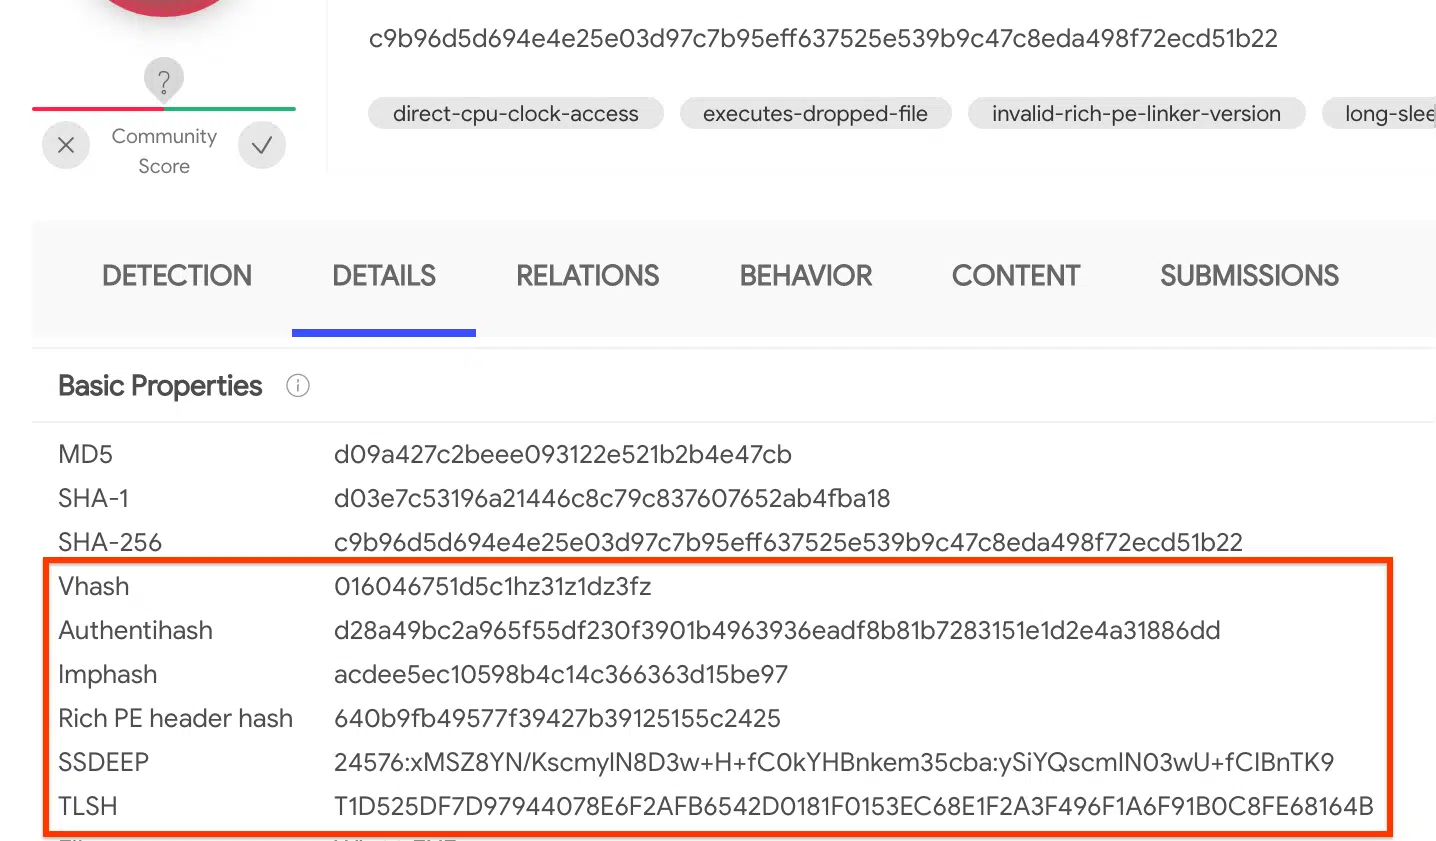 c9b96d5d694e4e25e03d97c7b95eff637525e539b9c47c8eda498f72ecd51b22
?
Community
Score
direct-cpu-clock-access executes-dropped-file invalid-rich-pe-linker-version long-slee
DETECTION DETAILS RELATIONS BEHAVIOR CONTENT SUBMISSIONS
Basic Properties
MD5 d09a427c2beee093122e521b2b4e47cb
SHA-1 d03e7c53196a21446c8c79c837607652ab4fba18
SHA-256 c9b96d5d694e4e25e03d97c7b95eff637525e539b9c47c8eda498f72ecd51b22
Vhash 016046751d5c1hz31z1dz3fz
Authentihash d28a49bc2a965f55df230f3901b4963936eadf8b81b7283151e1d2e4a31886dd
Imphash acdee5ec10598b4c14c366363d15be97
Rich PE header hash 640b9fb49577f39427b39125155c2425
SSDEEP 24576:xMSZ8YN/KscmylN8D3w+H+fC0kYHBnkem35cba:ySiYQscmlN03wU+fClBnTK9
TLSH T1D525DF7D97944078E6F2AFB6542D0181F0153EC68E1F2A3F496F1A6F91B0C8FE68164B